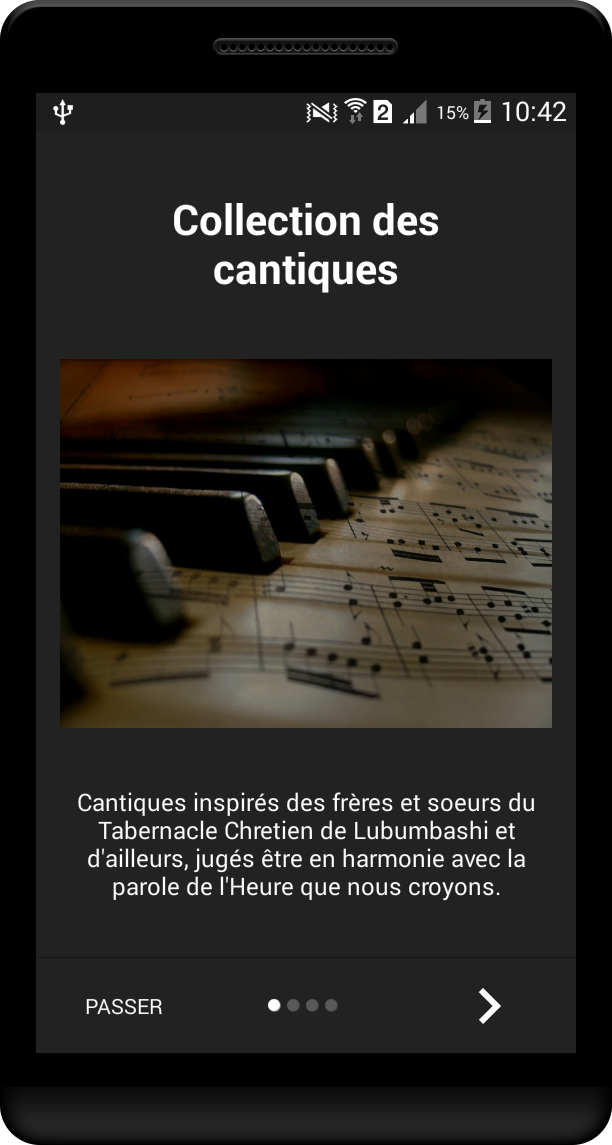 2 15% 10:42
Collection des
cantiques
Cantiques inspirés des frères et soeurs du
Tabernacle Chretien de Lubumbashi et
d'ailleurs, jugés être en harmonie avec la
parole de l'Heure que nous croyons.
PASSER